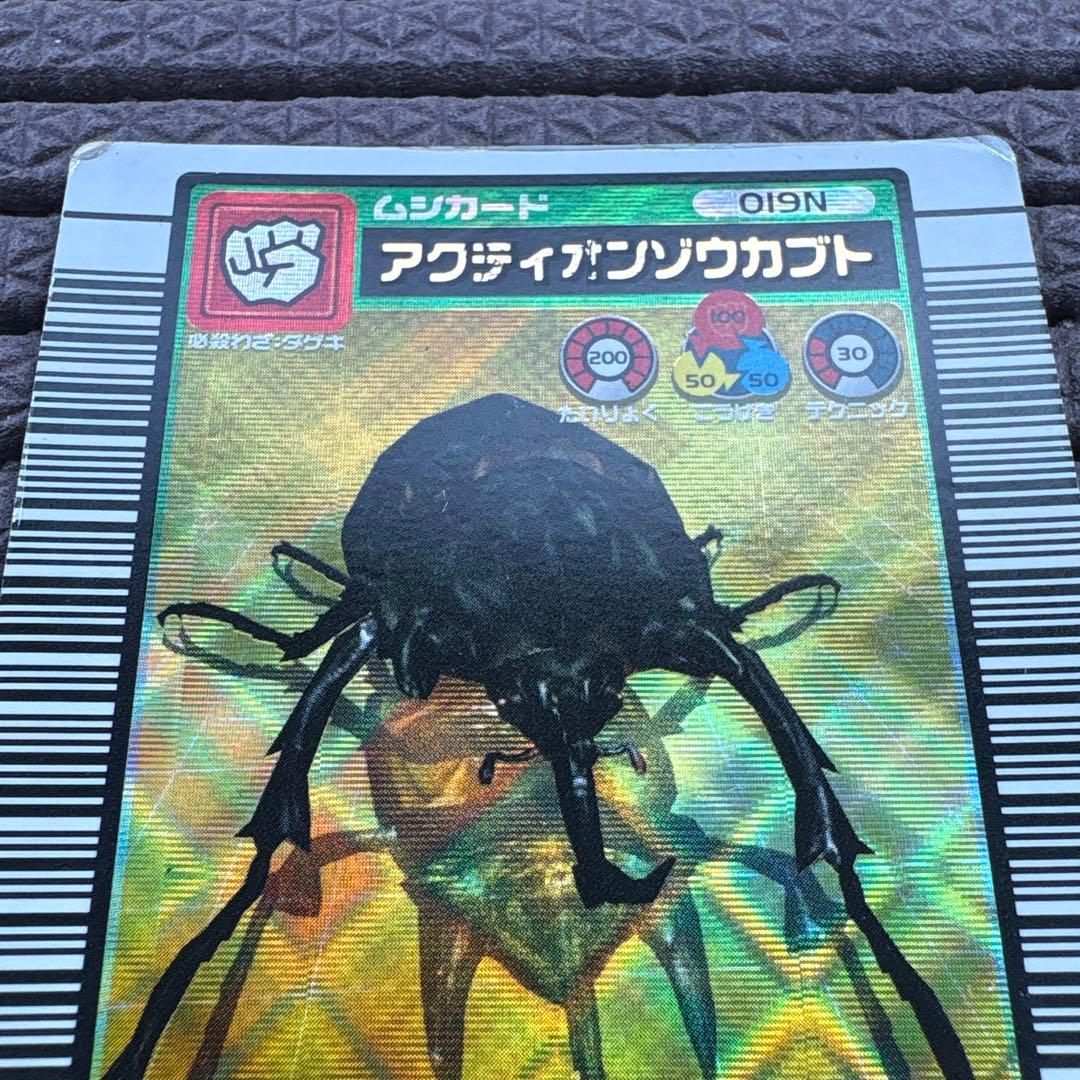 ムシカード
019N
アクティオンゾウカブト
必殺わざ:ダゲキ
200
100
50
50
30
たいりょく
こうげき
テクニック